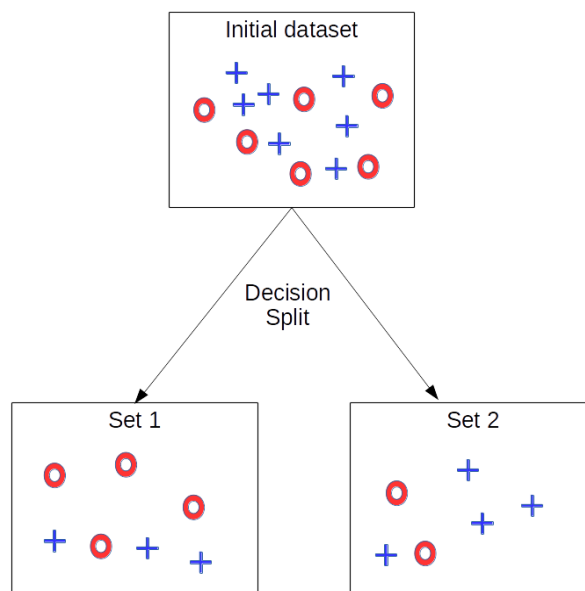 Initial dataset
Decision
Split
Set 1
Set 2